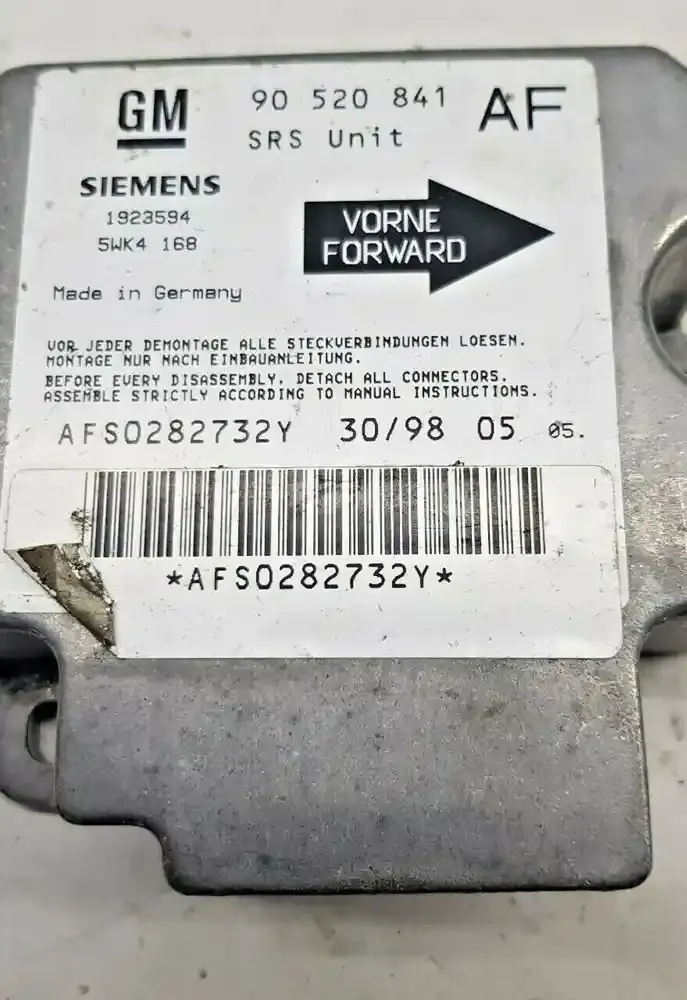 GM 90 520 841 AF
SRS Unit
SIEMENS
1923594
5WK4 168
VORNE
FORWARD
Made in Germany
VOR JEDER DEMONTAGE ALLE STECKVERBINDUNGEN LOESEN.
MONTAGE NUR NACH EINBAUANLEITUNG.
BEFORE EVERY DISASSEMBLY, DETACH ALL CONNECTORS.
ASSEMBLE STRICTLY ACCORDING TO MANUAL INSTRUCTIONS.
AFS0282732Y 30/98 05 05.
*AFS0282732Y*